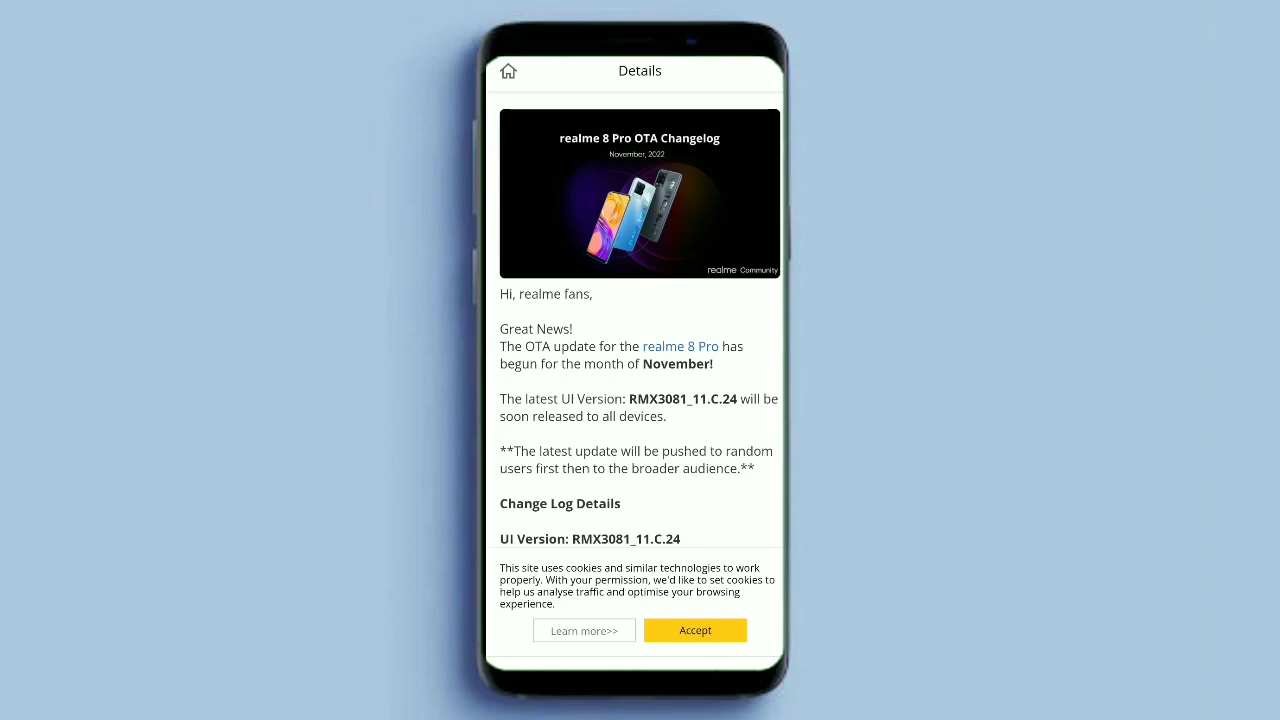 Details
realme 8 Pro OTA Changelog
November, 2022
realme Community
Hi, realme fans,
Great News!
The OTA update for the realme 8 Pro has
begun for the month of November!
The latest UI Version: RMX3081_11.C.24 will be
soon released to all devices.
**The latest update will be pushed to random
users first then to the broader audience.**
Change Log Details
UI Version: RMX3081_11.C.24
This site uses cookies and similar technologies to work
properly. With your permission, we'd like to set cookies to
help us analyse traffic and optimise your browsing
experience.
Learn more>>
Accept